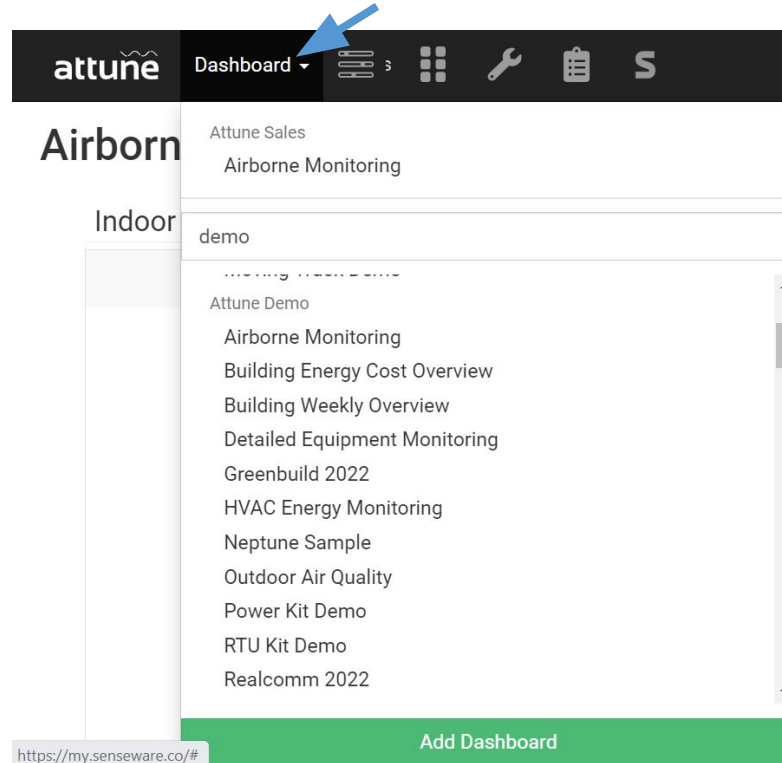 attune
Dashboard
s
S
Airborn
Attune Sales
Airborne Monitoring
Indoor
demo
Attune Demo
Airborne Monitoring
Building Energy Cost Overview
Building Weekly Overview
Detailed Equipment Monitoring
Greenbuild 2022
HVAC Energy Monitoring
Neptune Sample
Outdoor Air Quality
Power Kit Demo
RTU Kit Demo
Realcomm 2022
Add Dashboard
https://my.senseware.co/#